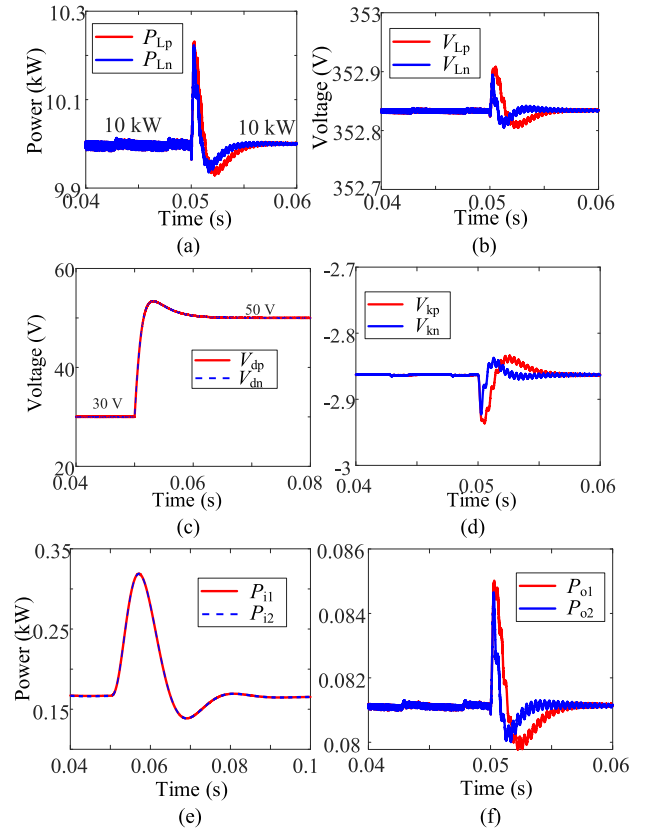 10.3
10.1
9.9
Power (kW)
P_Lp
P_Ln
10 kW
10 kW
0.04
0.05
0.06
Time (s)
(a)
353
352.9
352.8
352.7
Voltage (V)
V_Lp
V_Ln
0.04
0.05
0.06
Time (s)
(b)
60
40
20
Voltage (V)
30 V
50 V
V_dp
V_dn
0.04
0.06
0.08
Time (s)
(c)
-2.7
-2.8
-2.9
-3
Voltage (V)
V_kp
V_kn
0.04
0.05
0.06
Time (s)
(d)
0.35
0.25
0.15
Power (kW)
P_i1
P_i2
0.04
0.06
0.08
0.1
Time (s)
(e)
0.086
0.084
0.082
0.08
Power (kW)
P_o1
P_o2
0.04
0.05
0.06
Time (s)
(f)